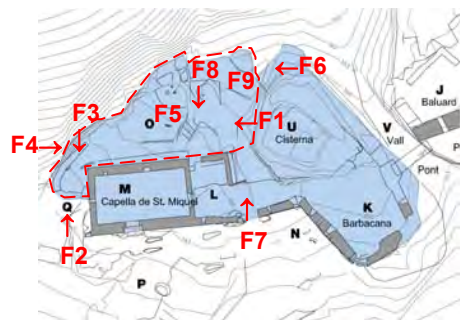 F8
F9
←F6
F3
F5
J
Baluard
O
←F1
U
Cisterna
V
Vall
P
F4→
M
Capella de St. Miquel
L
Pont
Q
K
Barbacana
F2
F7
N
P